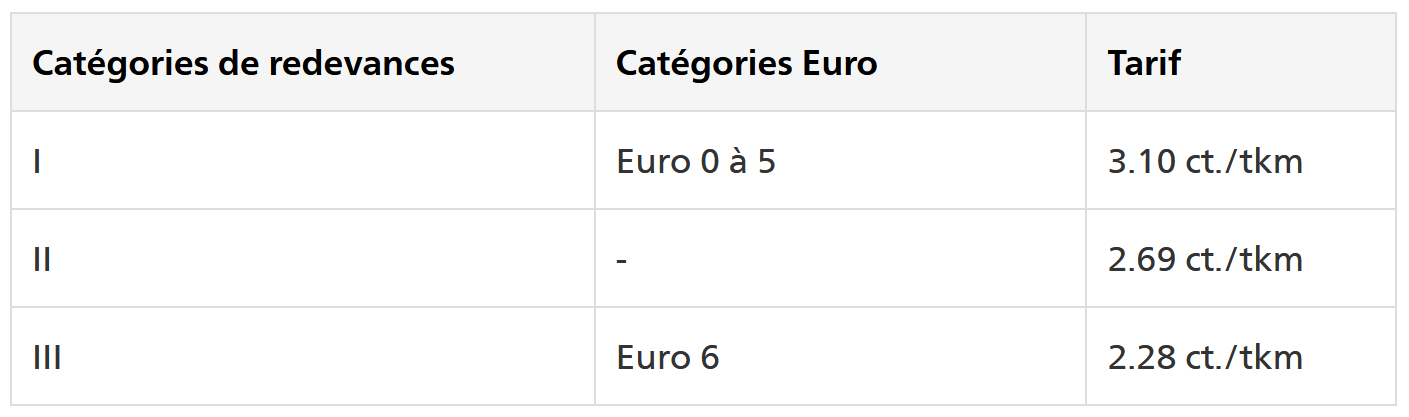 Catégories de redevances Catégories Euro Tarif
I Euro 0 à 5 3.10 ct./tkm
II - 2.69 ct./tkm
III Euro 6 2.28 ct./tkm